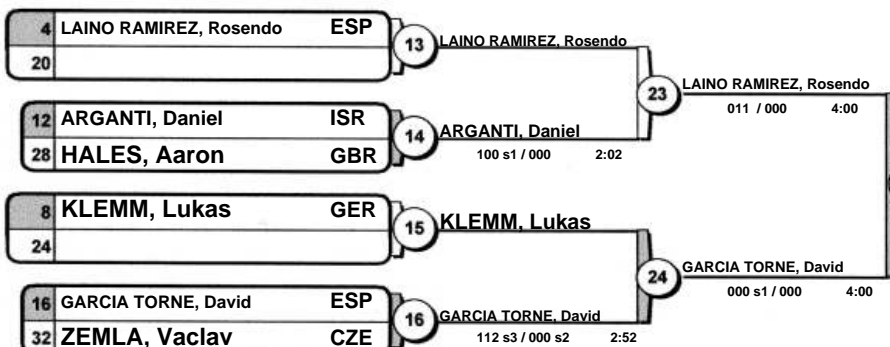 4 LAINO RAMIREZ, Rosendo ESP
20
13
LAINO RAMIREZ, Rosendo
12 ARGANTI, Daniel ISR
28 HALES, Aaron GBR
14
ARGANTI, Daniel
100 s1 / 000 2:02
23
LAINO RAMIREZ, Rosendo
011 / 000 4:00
8 KLEMM, Lukas GER
24
15
KLEMM, Lukas
16 GARCIA TORNE, David ESP
32 ZEMLA, Vaclav CZE
16
GARCIA TORNE, David
112 s3 / 000 s2 2:52
24
GARCIA TORNE, David
000 s1 / 000 4:00